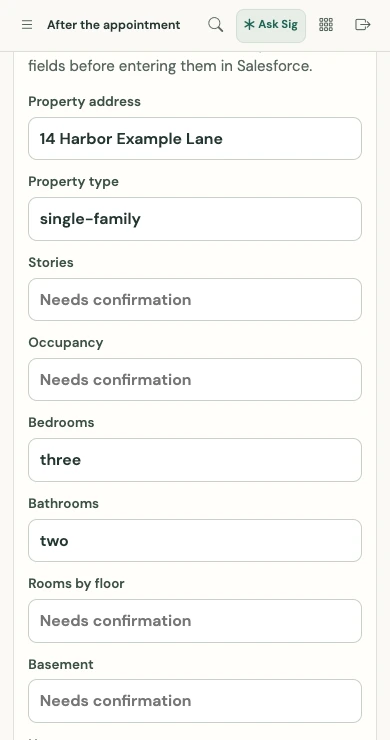 After the appointment
Ask Sig
fields before entering them in Salesforce.
Property address
14 Harbor Example Lane
Property type
single-family
Stories
Needs confirmation
Occupancy
Needs confirmation
Bedrooms
three
Bathrooms
two
Rooms by floor
Needs confirmation
Basement
Needs confirmation